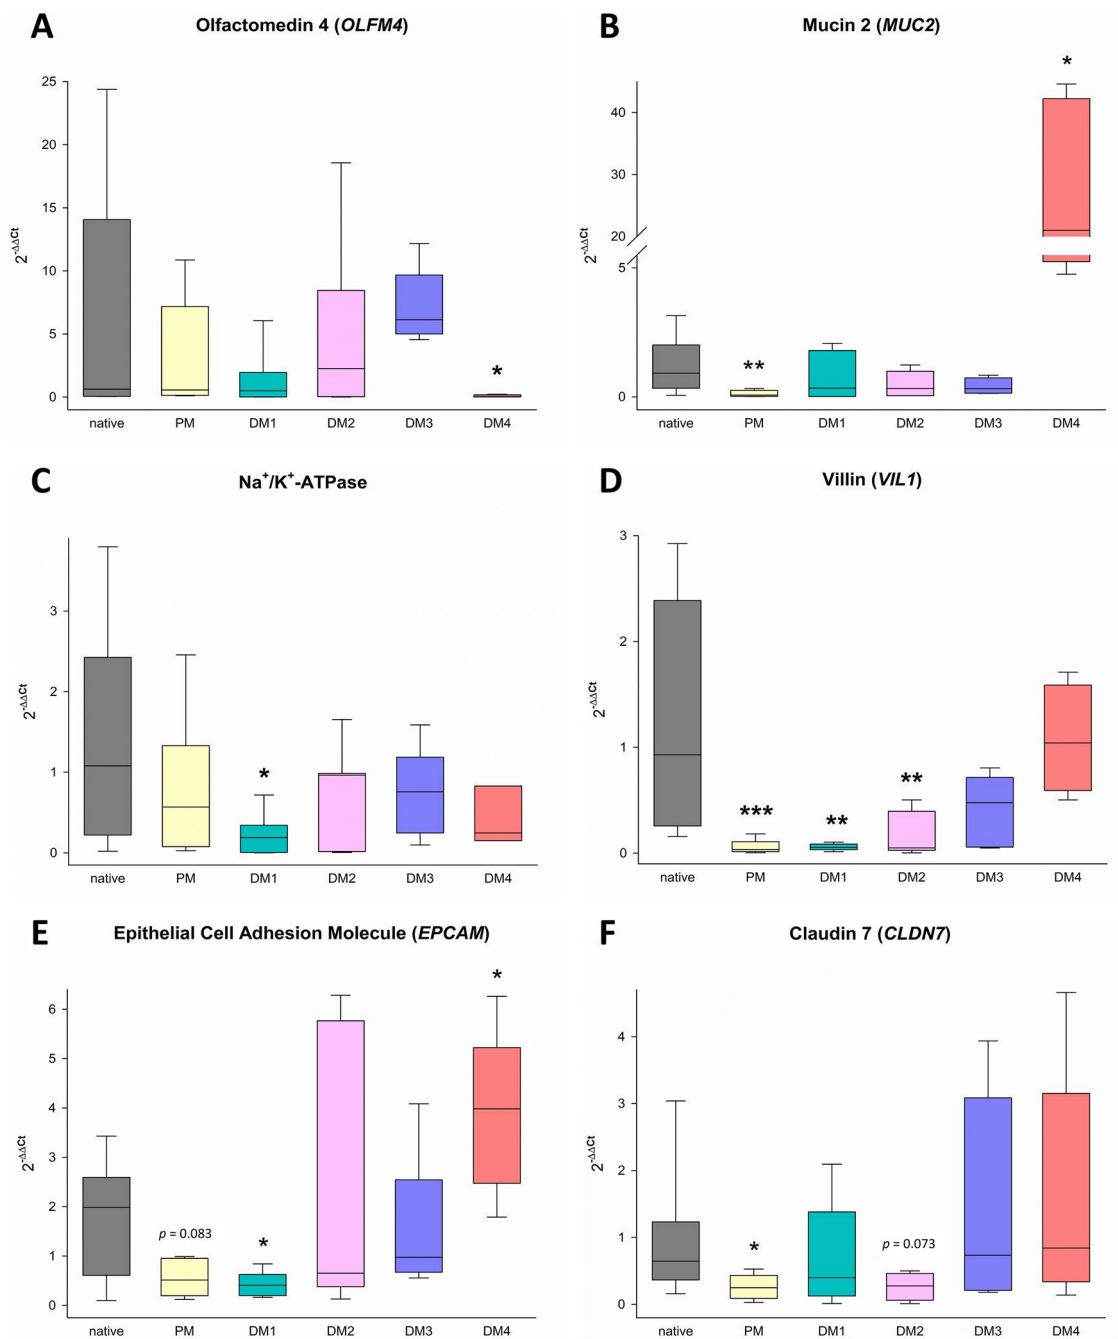 A
Olfactomedin 4 (OLFM4)
25
20
15
10
5
0
2^-ΔΔCt
*
native PM DM1 DM2 DM3 DM4
B
Mucin 2 (MUC2)
*
40
30
20
5
0
2^-ΔΔCt
**
native PM DM1 DM2 DM3 DM4
C
Na⁺/K⁺-ATPase
3
2
1
0
2^-ΔΔCt
*
native PM DM1 DM2 DM3 DM4
D
Villin (VIL1)
3
2
1
0
2^-ΔΔCt
*** ** **
native PM DM1 DM2 DM3 DM4
E
Epithelial Cell Adhesion Molecule (EPCAM)
*
6
5
4
3
2
1
0
2^-ΔΔCt
p = 0.083
*
native PM DM1 DM2 DM3 DM4
F
Claudin 7 (CLDN7)
4
3
2
1
0
2^-ΔΔCt
*
p = 0.073
native PM DM1 DM2 DM3 DM4